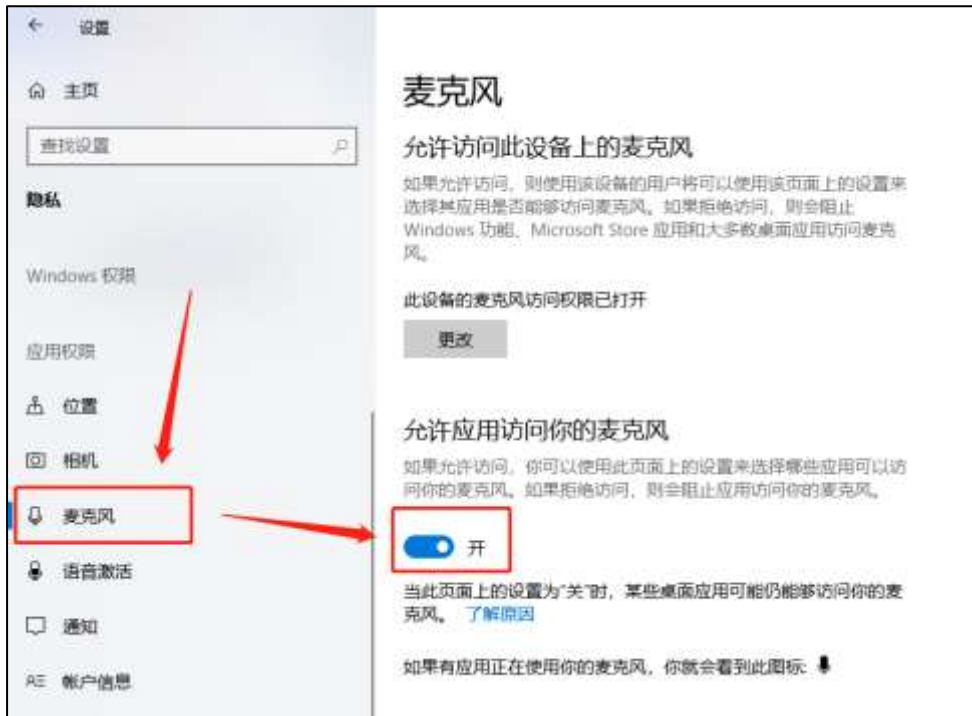 设置
主页
查找设置
隐私
Windows 权限
应用权限
位置
相机
麦克风
语音激活
通知
帐户信息
麦克风
允许访问此设备上的麦克风
如果允许访问，则使用该设备的用户将可以使用该页面上的设置来
选择其应用是否能够访问麦克风。如果拒绝访问，则会阻止
Windows 功能、Microsoft Store 应用和大多数桌面应用访问麦克
风。
此设备的麦克风访问权限已打开
更改
允许应用访问你的麦克风
如果允许访问，你可以使用此页面上的设置来选择哪些应用可以访
问你的麦克风。如果拒绝访问，则会阻止应用访问你的麦克风。
开
当此页面上的设置为"关"时，某些桌面应用可能仍能够访问你的麦
克风。 了解原因
如果有应用正在使用你的麦克风，你就会看到此图标: